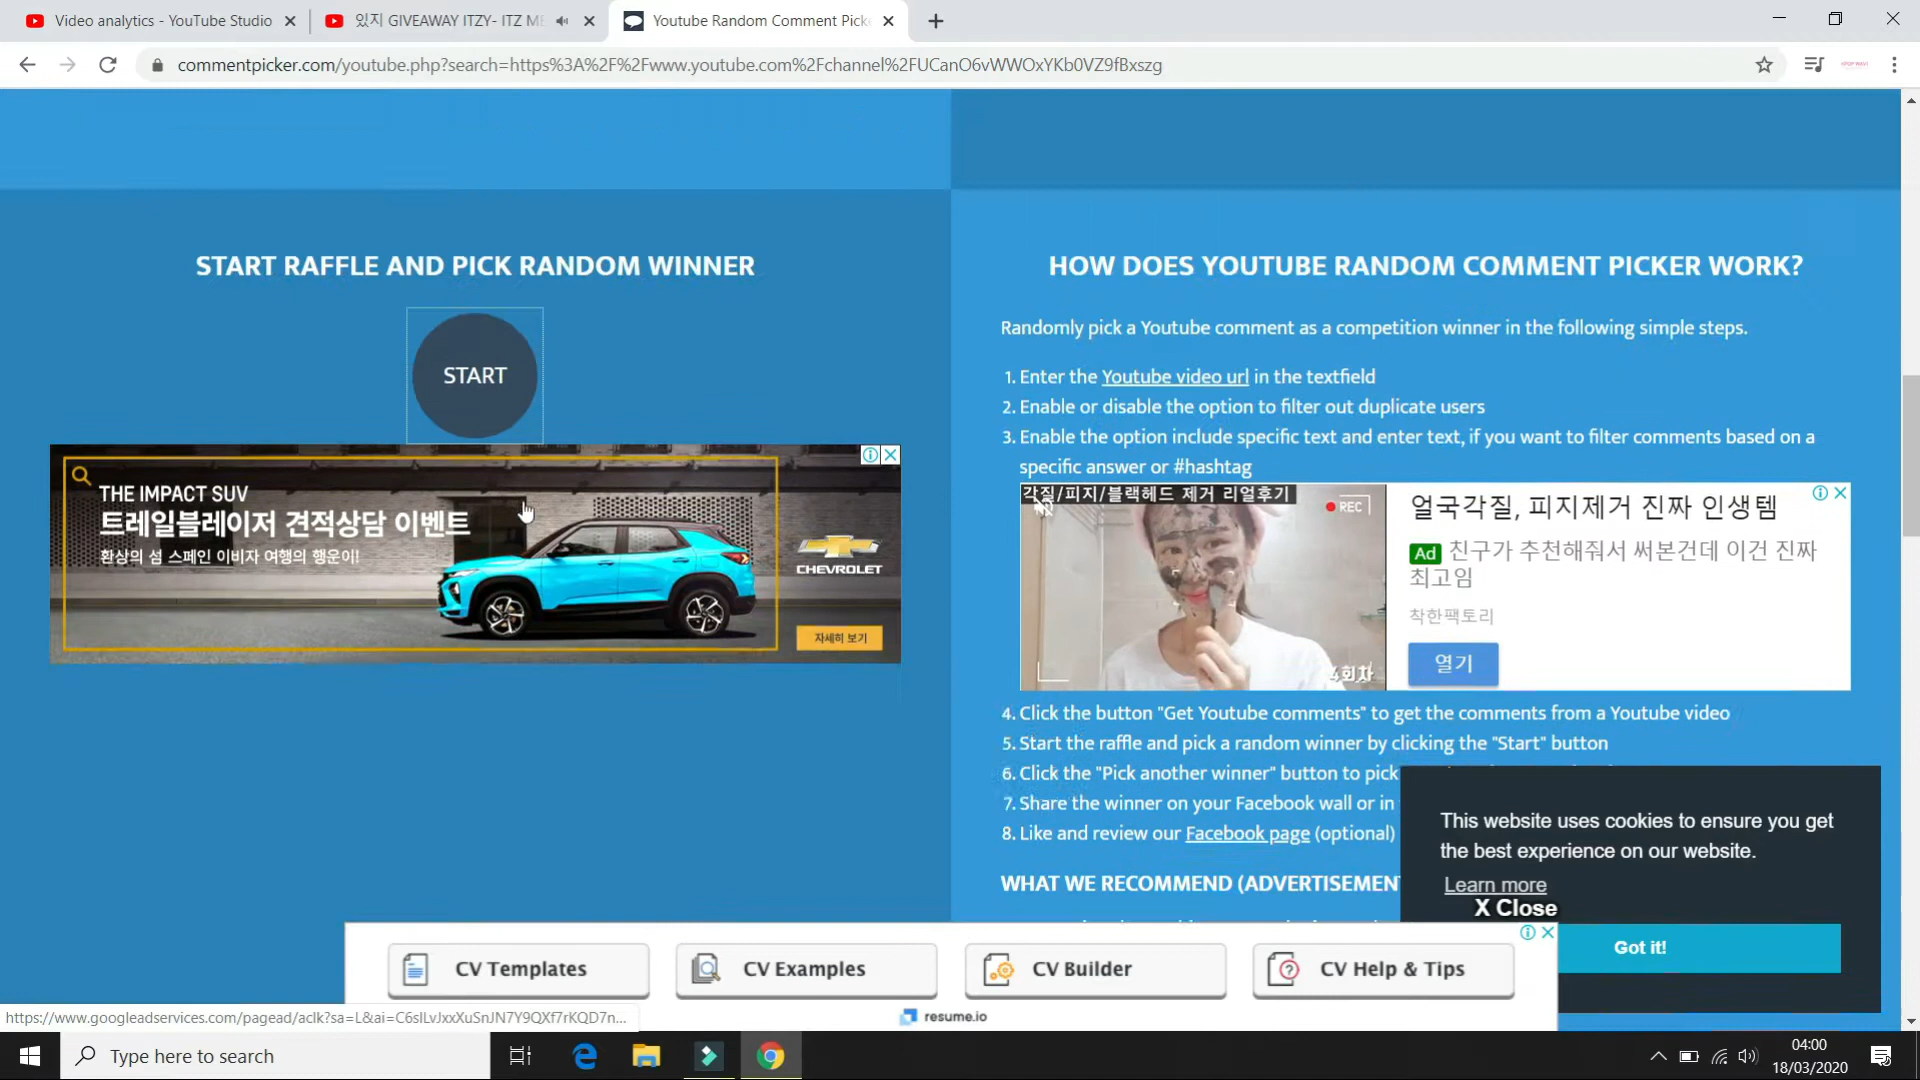 Video analytics - YouTube Studio
있지 GIVEAWAY ITZY- ITZ ME
Youtube Random Comment Picke
commentpicker.com/youtube.php?search=https%3A%2F%2Fwww.youtube.com%2Fchannel%2FUCanO6vWWOxYKb0VZ9fBxszg
START RAFFLE AND PICK RANDOM WINNER
START
THE IMPACT SUV
트레일블레이저 견적상담 이벤트
환상의 섬 스페인 이비자 여행의 행운이!
CHEVROLET
자세히 보기
HOW DOES YOUTUBE RANDOM COMMENT PICKER WORK?
Randomly pick a Youtube comment as a competition winner in the following simple steps.
1. Enter the Youtube video url in the textfield
2. Enable or disable the option to filter out duplicate users
3. Enable the option include specific text and enter text, if you want to filter comments based on a
specific answer or #hashtag
각질/피지/블랙헤드 제거 리얼후기
REC
4회차
얼국각질, 피지제거 진짜 인생템
Ad 친구가 추천해줘서 써본건데 이건 진짜
최고임
착한팩토리
열기
4. Click the button "Get Youtube comments" to get the comments from a Youtube video
5. Start the raffle and pick a random winner by clicking the "Start" button
6. Click the "Pick another winner" button to pick
7. Share the winner on your Facebook wall or in
8. Like and review our Facebook page (optional)
WHAT WE RECOMMEND (ADVERTISEMEN
This website uses cookies to ensure you get
the best experience on our website.
Learn more
X Close
Got it!
CV Templates
CV Examples
CV Builder
CV Help & Tips
resume.io
https://www.googleadservices.com/pagead/aclk?sa=L&ai=C6sILvJxxXuSnJN7Y9QXf7rKQD7n...
Type here to search
04:00
18/03/2020